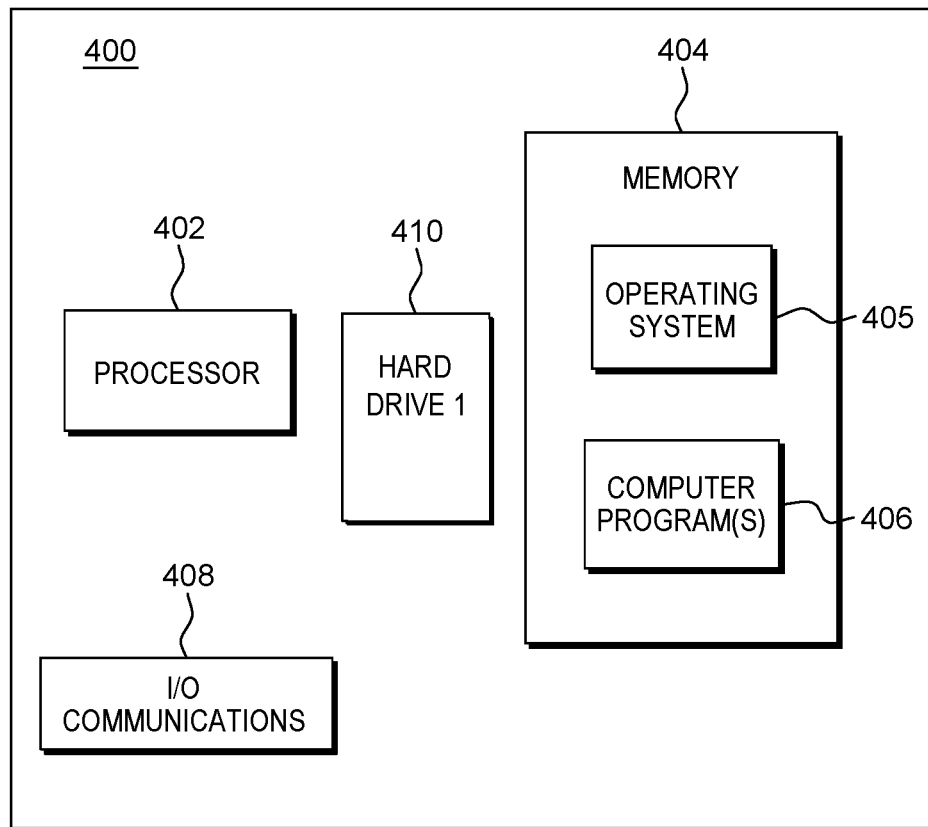 400
404
MEMORY
402
410
OPERATING
SYSTEM
405
PROCESSOR
HARD
DRIVE 1
COMPUTER
PROGRAM(S)
406
408
I/O
COMMUNICATIONS